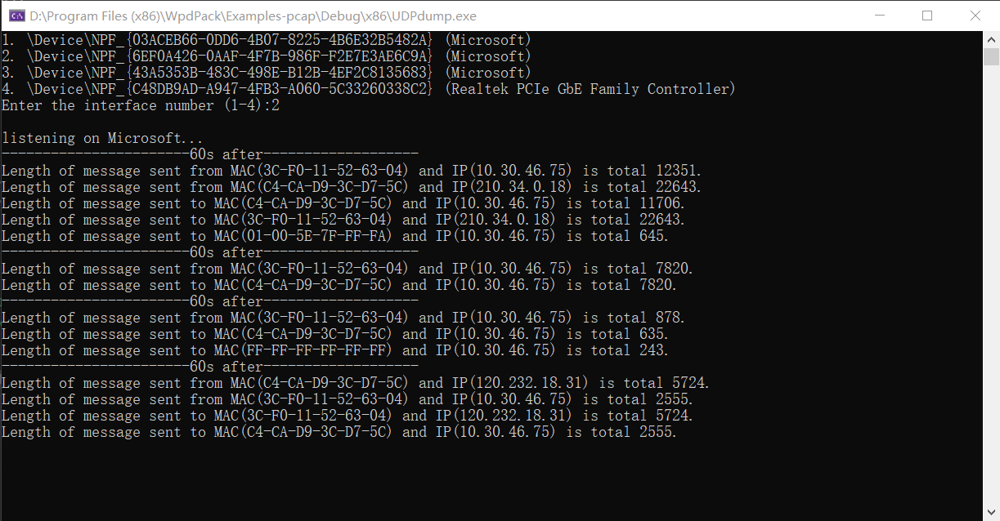 D:\Program Files (x86)\WpdPack\Examples-pcap\Debug\x86\UDPdump.exe
1. \Device\NPF_{03ACEB66-0DD6-4B07-8225-4B6E32B5482A} (Microsoft)
2. \Device\NPF_{6EF0A426-0AAF-4F7B-986F-F2E7E3AE6C9A} (Microsoft)
3. \Device\NPF_{43A5353B-483C-498E-B12B-4EF2C8135683} (Microsoft)
4. \Device\NPF_{C48DB9AD-A947-4FB3-A060-5C33260338C2} (Realtek PCIe GbE Family Controller)
Enter the interface number (1-4):2
listening on Microsoft...
-----------------------60s after-------------------
Length of message sent from MAC(3C-F0-11-52-63-04) and IP(10.30.46.75) is total 12351.
Length of message sent from MAC(C4-CA-D9-3C-D7-5C) and IP(210.34.0.18) is total 22643.
Length of message sent to MAC(C4-CA-D9-3C-D7-5C) and IP(10.30.46.75) is total 11706.
Length of message sent to MAC(3C-F0-11-52-63-04) and IP(210.34.0.18) is total 22643.
Length of message sent to MAC(01-00-5E-7F-FF-FA) and IP(10.30.46.75) is total 645.
-----------------------60s after-------------------
Length of message sent from MAC(3C-F0-11-52-63-04) and IP(10.30.46.75) is total 7820.
Length of message sent to MAC(C4-CA-D9-3C-D7-5C) and IP(10.30.46.75) is total 7820.
-----------------------60s after-------------------
Length of message sent from MAC(3C-F0-11-52-63-04) and IP(10.30.46.75) is total 878.
Length of message sent to MAC(C4-CA-D9-3C-D7-5C) and IP(10.30.46.75) is total 635.
Length of message sent to MAC(FF-FF-FF-FF-FF-FF) and IP(10.30.46.75) is total 243.
-----------------------60s after-------------------
Length of message sent from MAC(C4-CA-D9-3C-D7-5C) and IP(120.232.18.31) is total 5724.
Length of message sent from MAC(3C-F0-11-52-63-04) and IP(10.30.46.75) is total 2555.
Length of message sent to MAC(3C-F0-11-52-63-04) and IP(120.232.18.31) is total 5724.
Length of message sent to MAC(C4-CA-D9-3C-D7-5C) and IP(10.30.46.75) is total 2555.